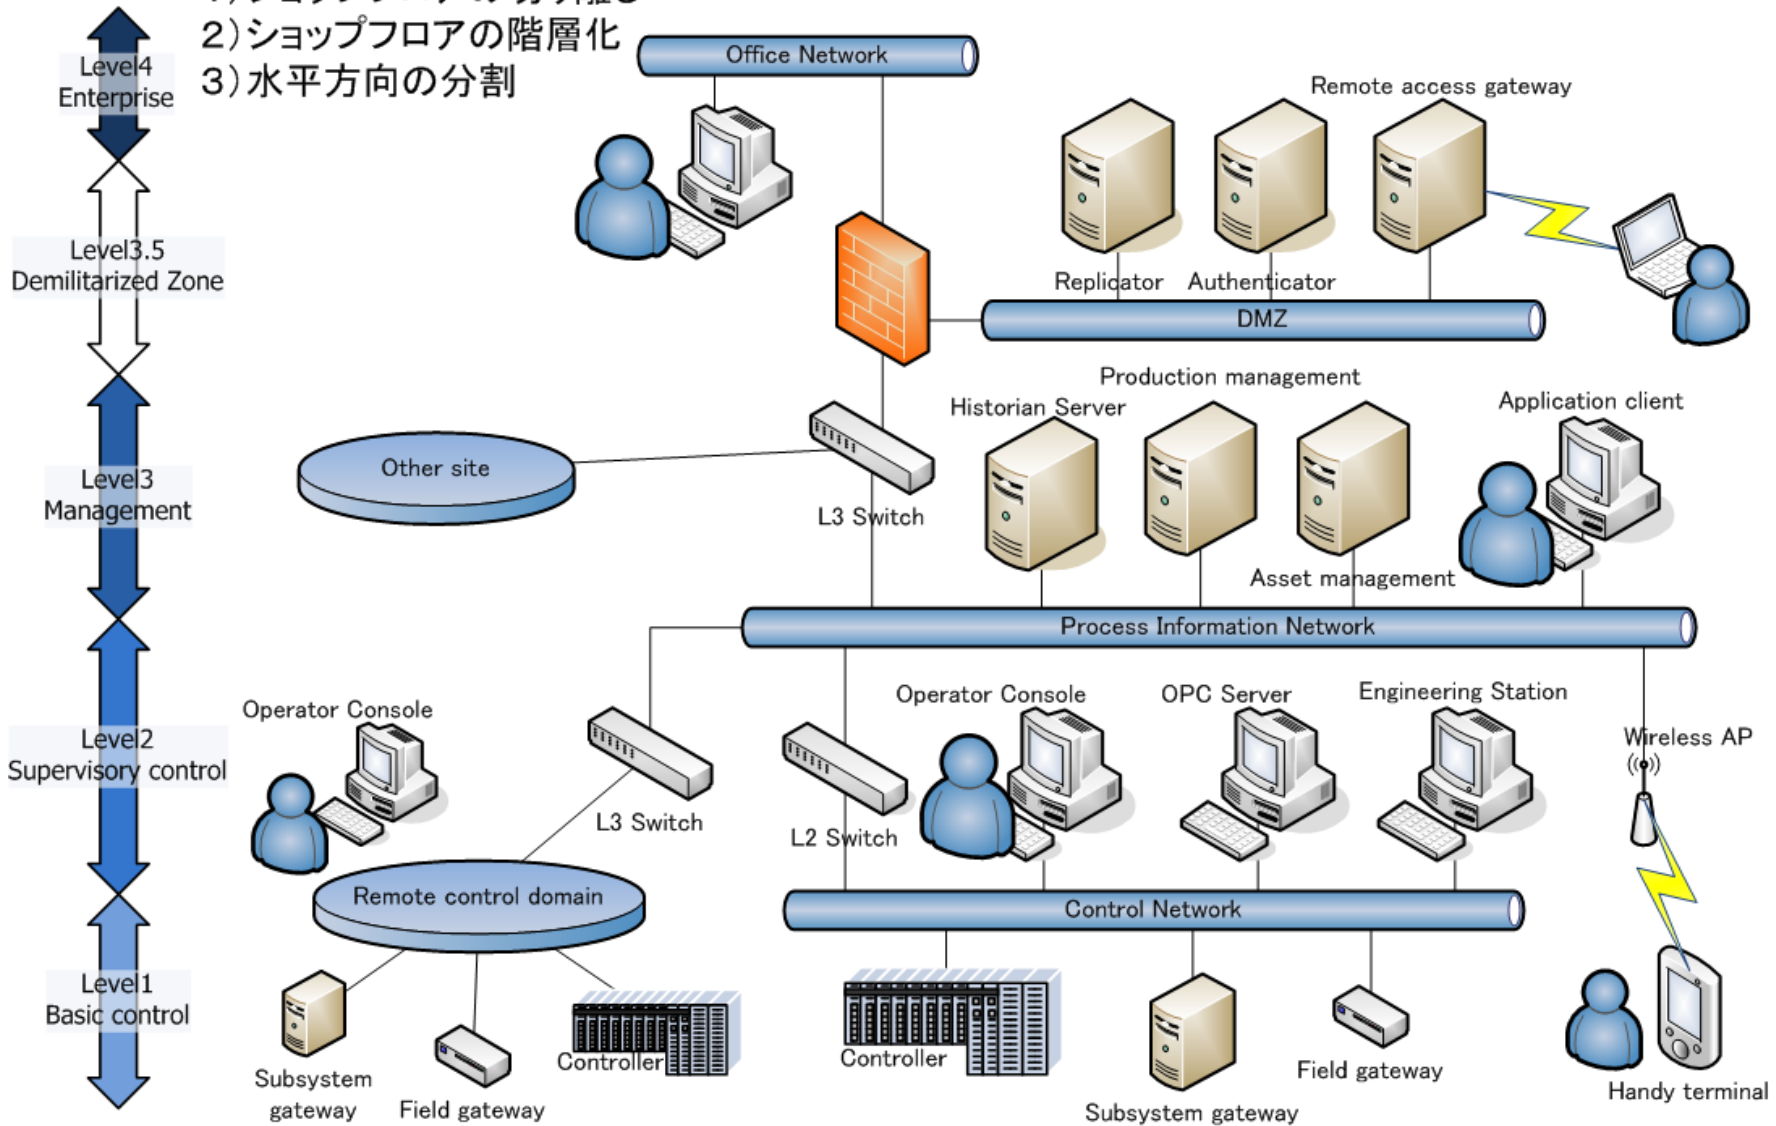 2）ショップフロアの階層化
3）水平方向の分割
Level4
Enterprise
Office Network
Remote access gateway
Level3.5
Demilitarized Zone
Replicator
Authenticator
DMZ
Production management
Historian Server
Application client
Other site
Level3
Management
L3 Switch
Asset management
Process Information Network
Operator Console
Operator Console
OPC Server
Engineering Station
Wireless AP
Level2
Supervisory control
L3 Switch
L2 Switch
Remote control domain
Control Network
Level1
Basic control
Controller
Controller
Subsystem
gateway
Field gateway
Subsystem gateway
Field gateway
Handy terminal